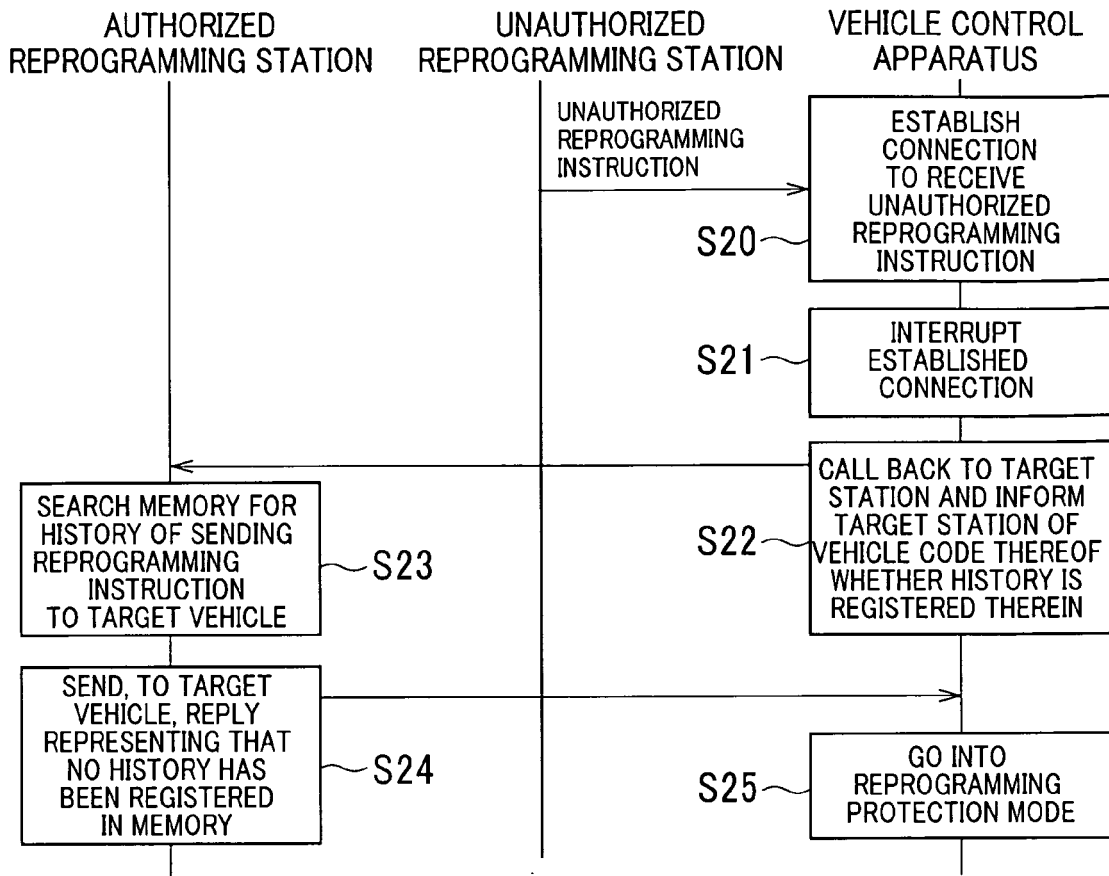 AUTHORIZED
REPROGRAMMING STATION
UNAUTHORIZED
REPROGRAMMING STATION
VEHICLE CONTROL
APPARATUS
UNAUTHORIZED
REPROGRAMMING
INSTRUCTION
ESTABLISH
CONNECTION
TO RECEIVE
UNAUTHORIZED
REPROGRAMMING
INSTRUCTION
S20
INTERRUPT
ESTABLISHED
CONNECTION
S21
CALL BACK TO TARGET
STATION AND INFORM
TARGET STATION OF
VEHICLE CODE THEREOF
WHETHER HISTORY IS
REGISTERED THEREIN
S22
SEARCH MEMORY FOR
HISTORY OF SENDING
REPROGRAMMING
INSTRUCTION
TO TARGET VEHICLE
S23
SEND, TO TARGET
VEHICLE, REPLY
REPRESENTING THAT
NO HISTORY HAS
BEEN REGISTERED
IN MEMORY
S24
GO INTO
REPROGRAMMING
PROTECTION MODE
S25